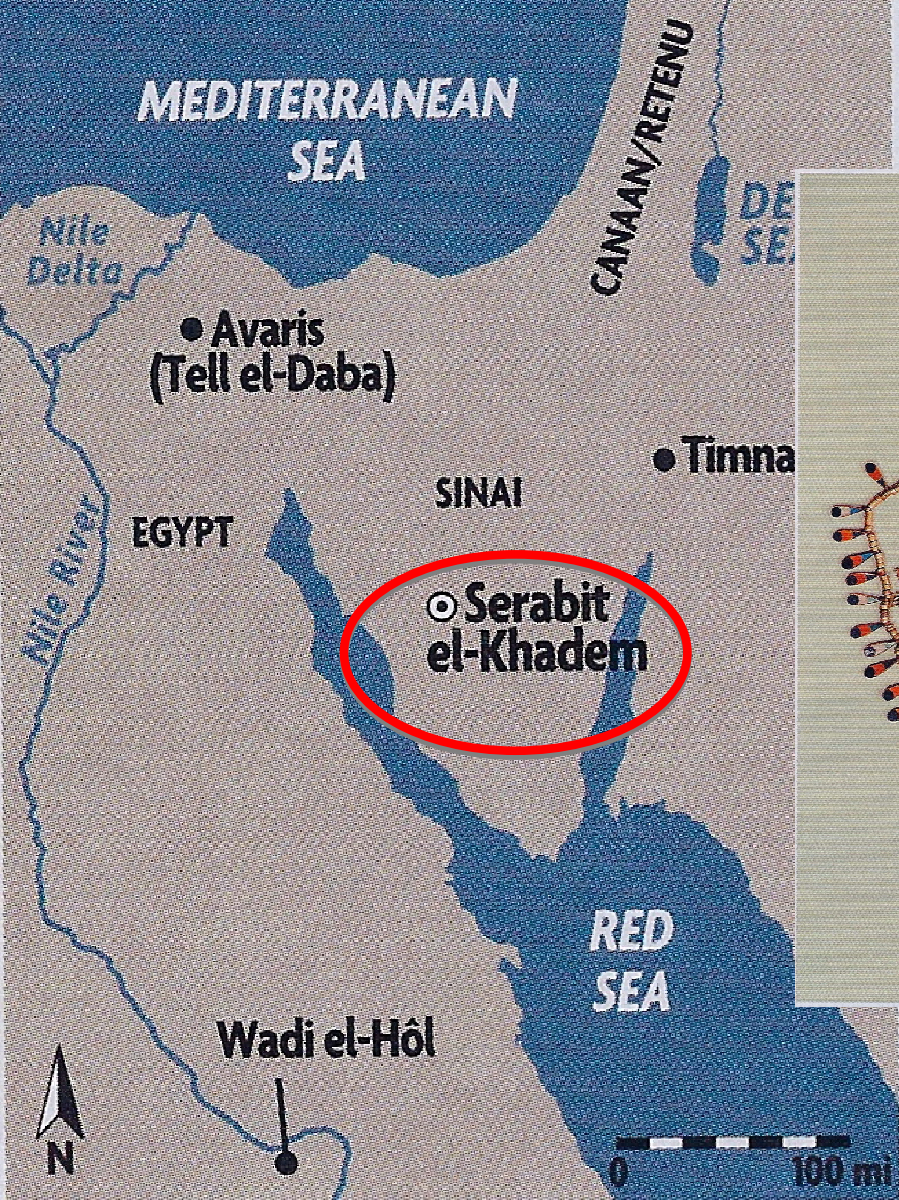 MEDITERRANEAN
SEA
CANAAN/RETENU
Nile
Delta
Avaris
(Tell el-Daba)
Timna
SINAI
EGYPT
Nile River
Serabit
el-Khadem
RED
SEA
Wadi el-Hôl
N
0 100 mi